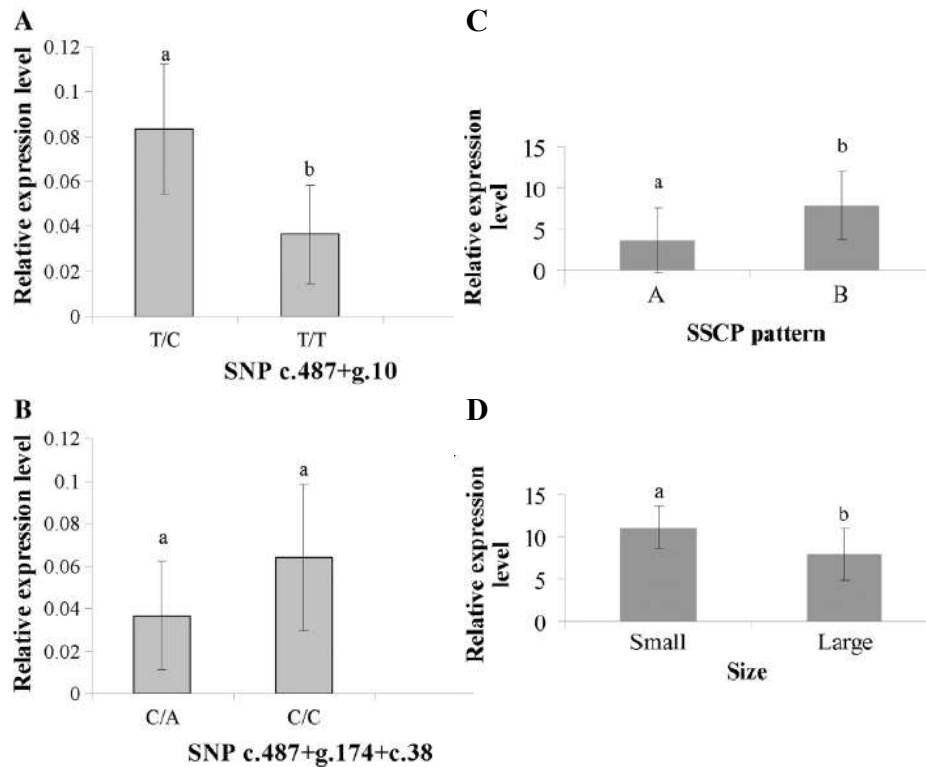 A
Relative expression level
0.12
0.1
0.08
0.06
0.04
0.02
0
a
b
T/C
T/T
SNP c.487+g.10
B
Relative expression level
0.12
0.1
0.08
0.06
0.04
0.02
0
a
a
C/A
C/C
SNP c.487+g.174+c.38
C
Relative expression
level
15
10
5
0
a
b
A
B
SSCP pattern
D
Relative expression
level
15
10
5
0
a
b
Small
Large
Size